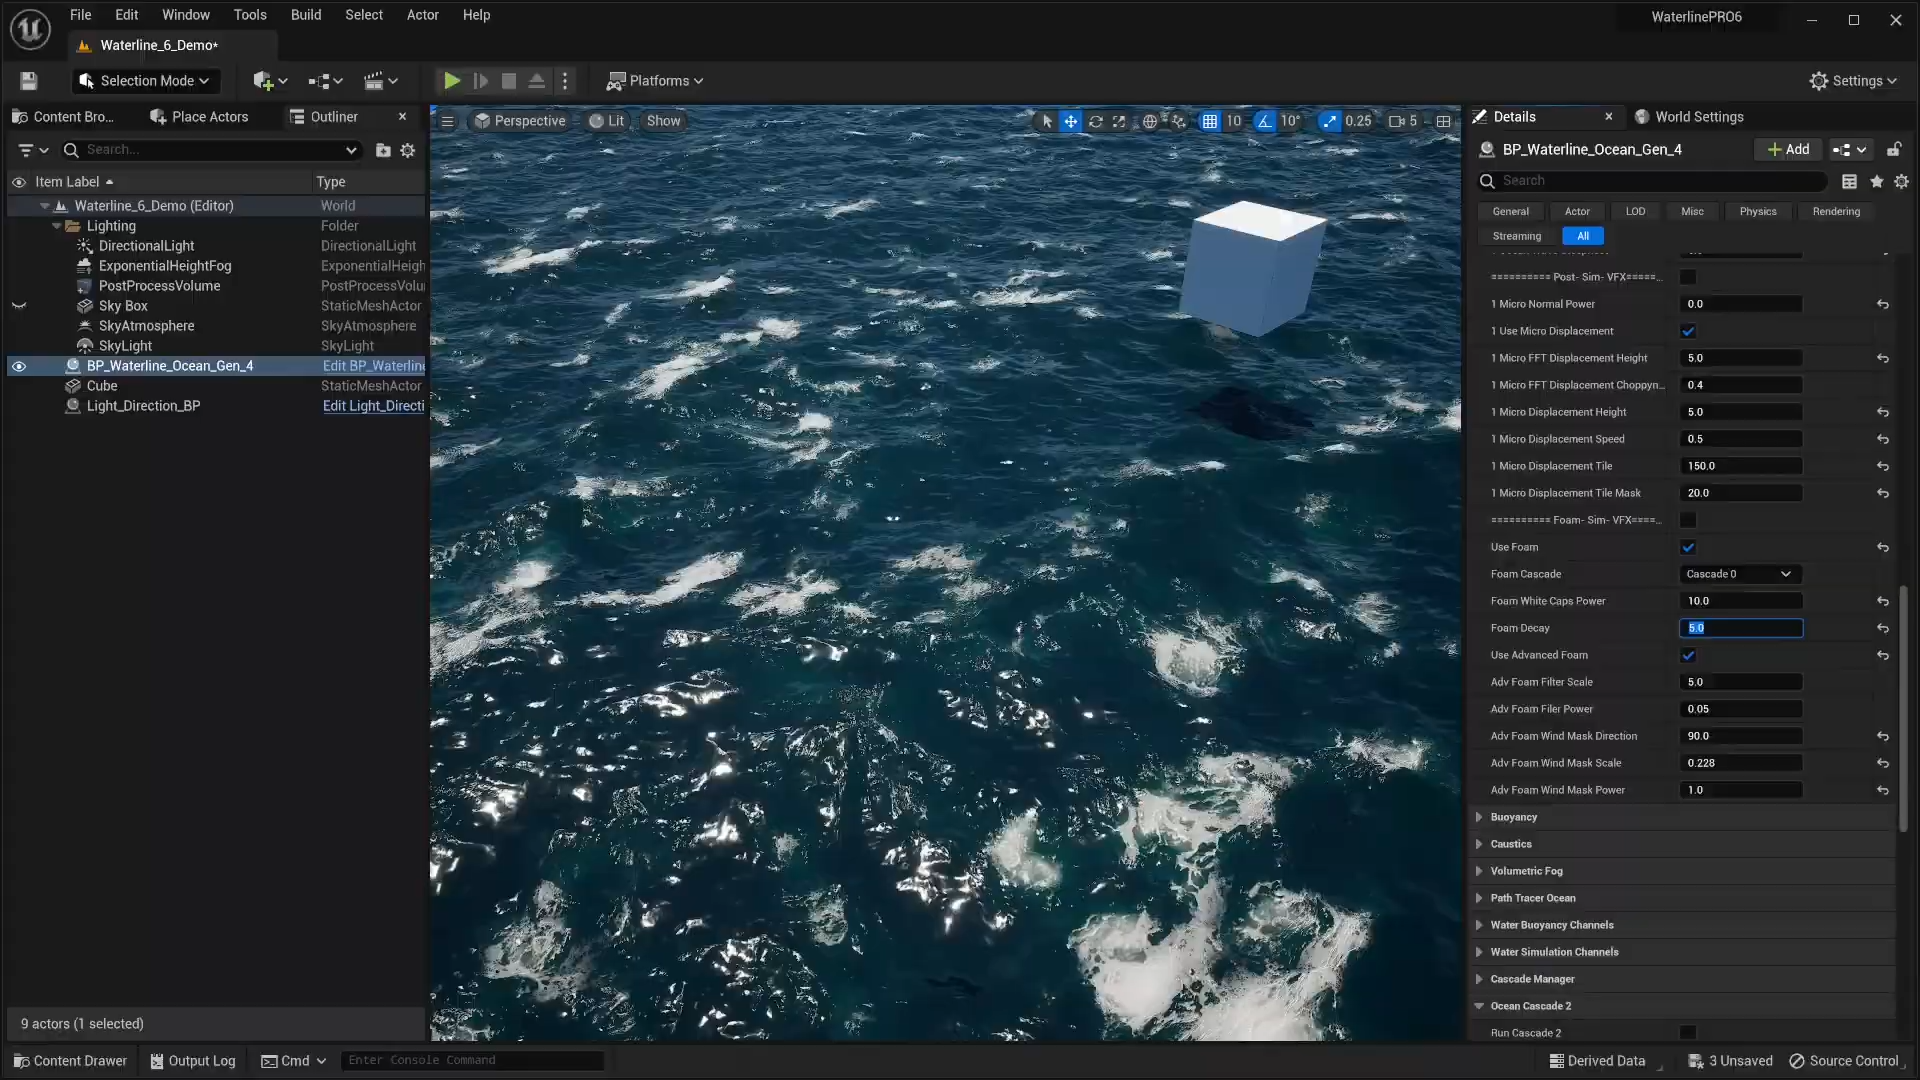 File Edit Window Tools Build Select Actor Help
WaterlinePRO6
Waterline_6_Demo*
Selection Mode
Platforms
Settings
Content Bro...
Place Actors
Outliner
Perspective
Lit
Show
10
10°
0.25
5
Details
World Settings
Search...
BP_Waterline_Ocean_Gen_4
Add
Item Label
Type
Search
Waterline_6_Demo (Editor) World
Lighting Folder
DirectionalLight DirectionalLight
ExponentialHeightFog ExponentialHeigh
PostProcessVolume PostProcessVolu
Sky Box StaticMeshActor
SkyAtmosphere SkyAtmosphere
SkyLight SkyLight
BP_Waterline_Ocean_Gen_4 Edit BP_Waterline
Cube StaticMeshActor
Light_Direction_BP Edit Light_Directi
General Actor LOD Misc Physics Rendering
Streaming All
========== Post- Sim- VFX=====...
1 Micro Normal Power 0.0
1 Use Micro Displacement
1 Micro FFT Displacement Height 5.0
1 Micro FFT Displacement Choppyn... 0.4
1 Micro Displacement Height 5.0
1 Micro Displacement Speed 0.5
1 Micro Displacement Tile 150.0
1 Micro Displacement Tile Mask 20.0
========== Foam- Sim- VFX====...
Use Foam
Foam Cascade Cascade 0
Foam White Caps Power 10.0
Foam Decay 5.0
Use Advanced Foam
Adv Foam Filter Scale 5.0
Adv Foam Filer Power 0.05
Adv Foam Wind Mask Direction 90.0
Adv Foam Wind Mask Scale 0.228
Adv Foam Wind Mask Power 1.0
Buoyancy
Caustics
Volumetric Fog
Path Tracer Ocean
Water Buoyancy Channels
Water Simulation Channels
Cascade Manager
Ocean Cascade 2
Run Cascade 2
9 actors (1 selected)
Content Drawer
Output Log
Cmd
Enter Console Command
Derived Data
3 Unsaved
Source Control